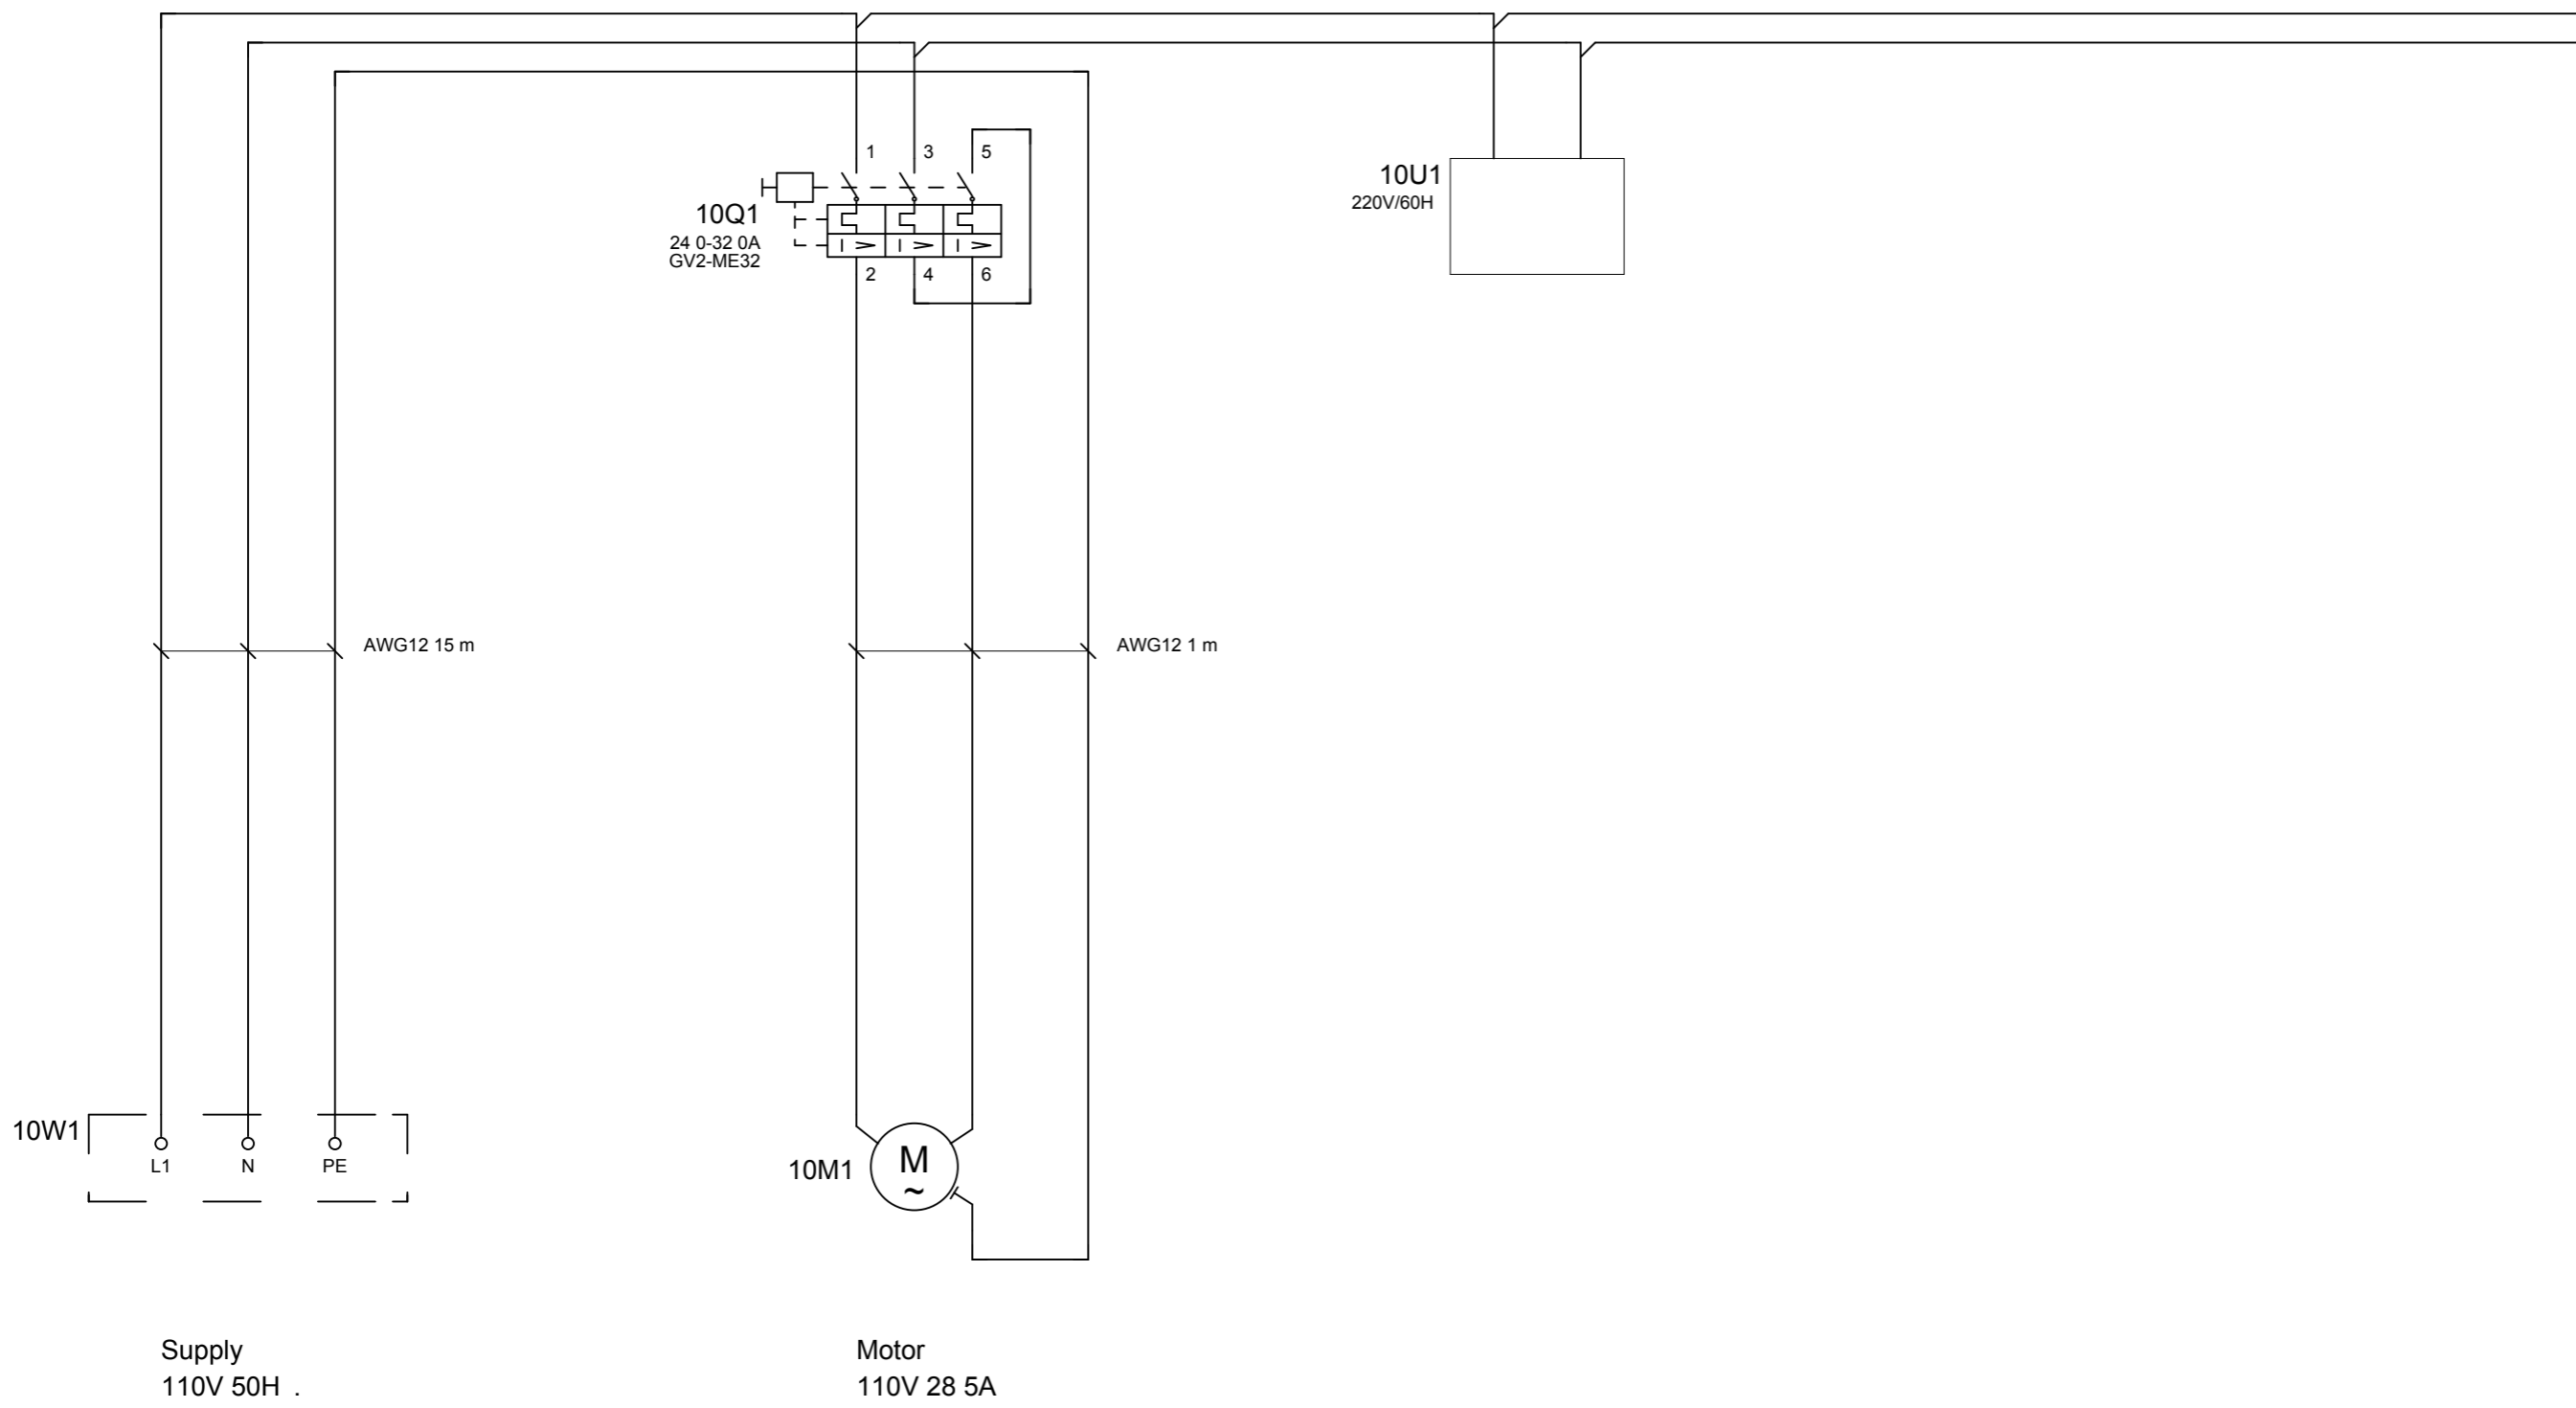 1
3
5
10Q1
24 0-32 0A
GV2-ME32
2
4
6
10U1
220V/60H
AWG12 15 m
AWG12 1 m
10W1
L1
N
PE
10M1
M
~
Supply
110V 50H .
Motor
110V 28 5A